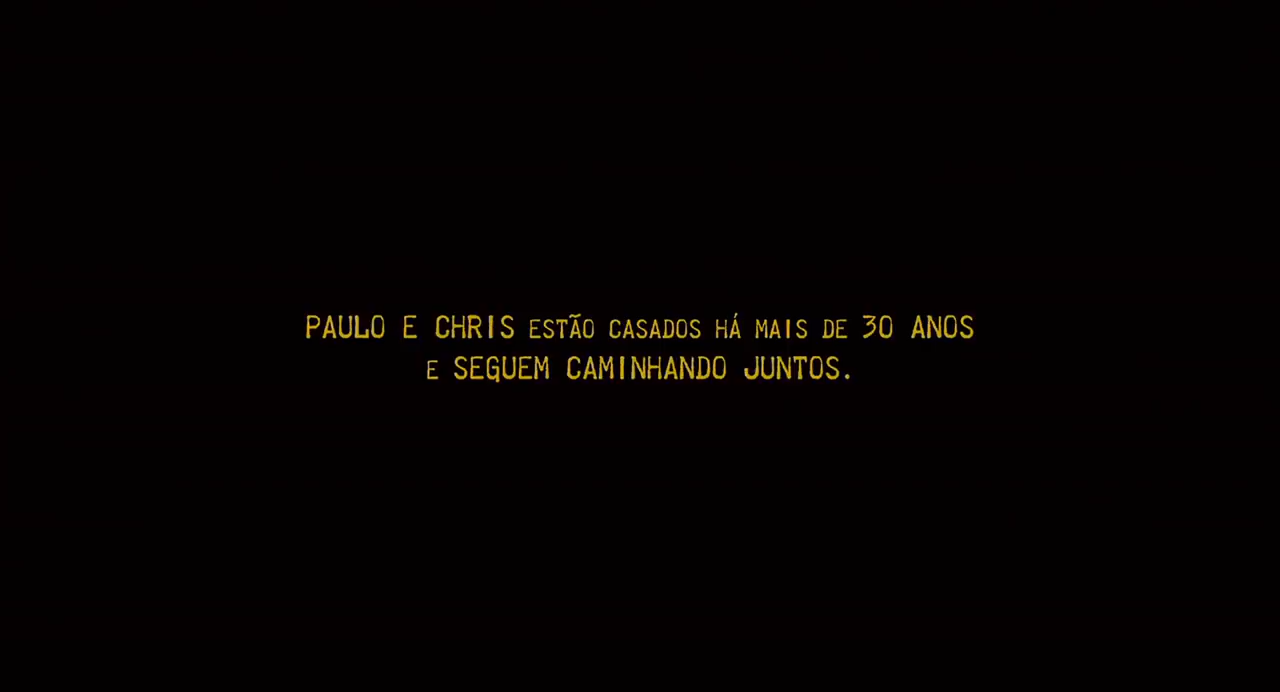 PAULO E CHRIS ESTÃO CASADOS HÁ MAIS DE 30 ANOS
E SEGUEM CAMINHANDO JUNTOS.